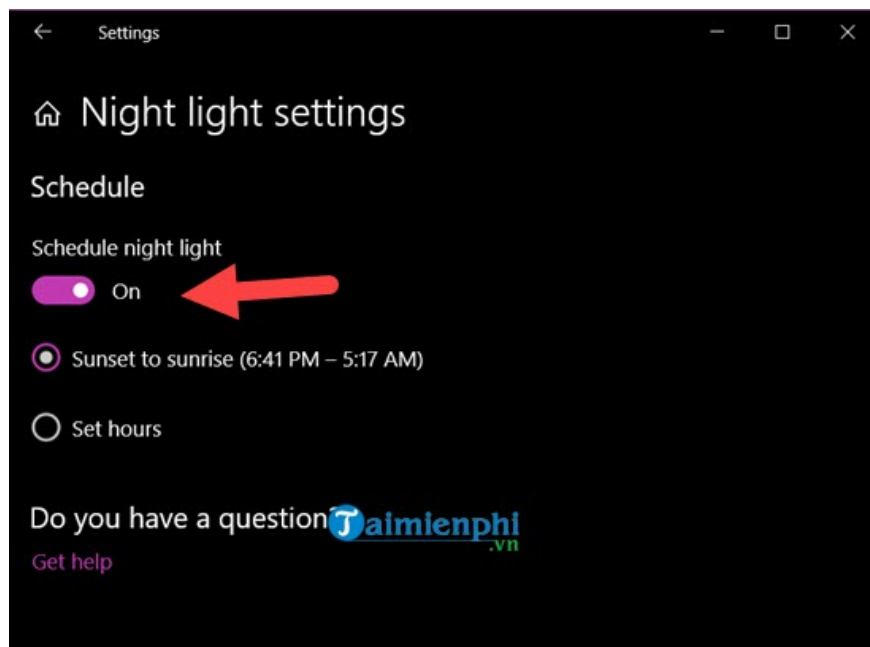 Settings
Night light settings
Schedule
Schedule night light
On
Sunset to sunrise (6:41 PM – 5:17 AM)
Set hours
Do you have a question?
Taimienphi
.vn
Get help